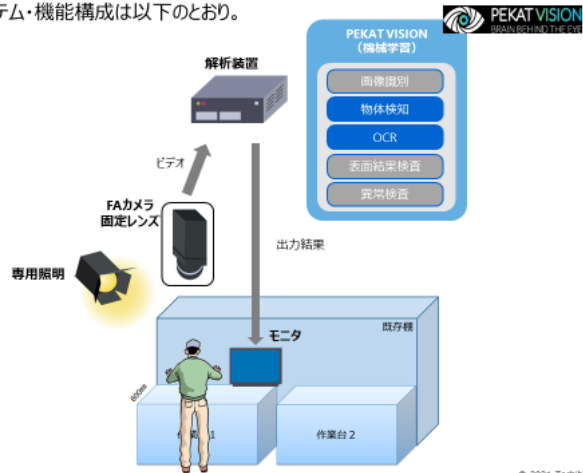 テム・機能構成は以下のとおり。
PEKAT VISION
BRAIN BEHIND THE EYE
PEKAT VISION
(機械学習)
画像識別
物体検知
OCR
表面結果検査
異常検査
解析装置
ビデオ
FAカメラ
固定レンズ
出力結果
専用照明
既存棚
モニタ
作業台2